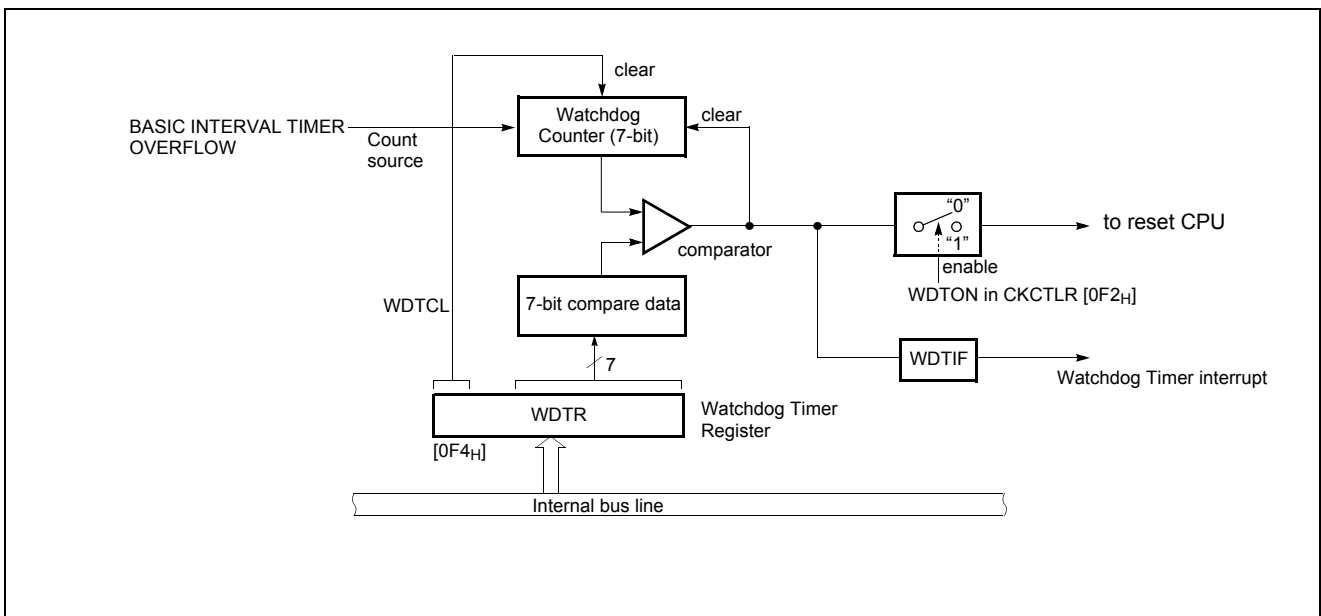 clear
BASIC INTERVAL TIMER
OVERFLOW
Count
source
Watchdog
Counter (7-bit)
clear
comparator
“0”
“1”
enable
to reset CPU
WDTON in CKCTLR [0F2H]
WDTCL
7-bit compare data
7
WDTIF
Watchdog Timer interrupt
WDTR
Watchdog Timer
Register
[0F4H]
Internal bus line